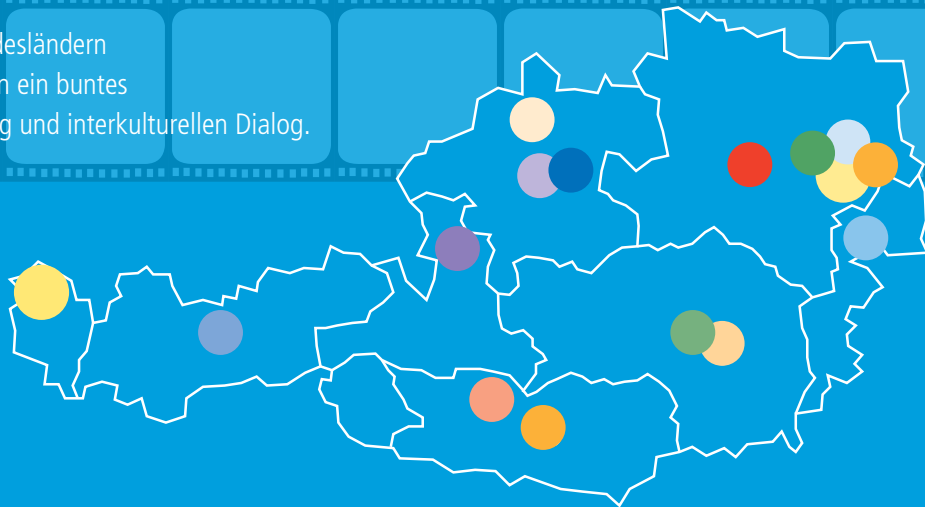 desländern
n ein buntes
g und interkulturellen Dialog.